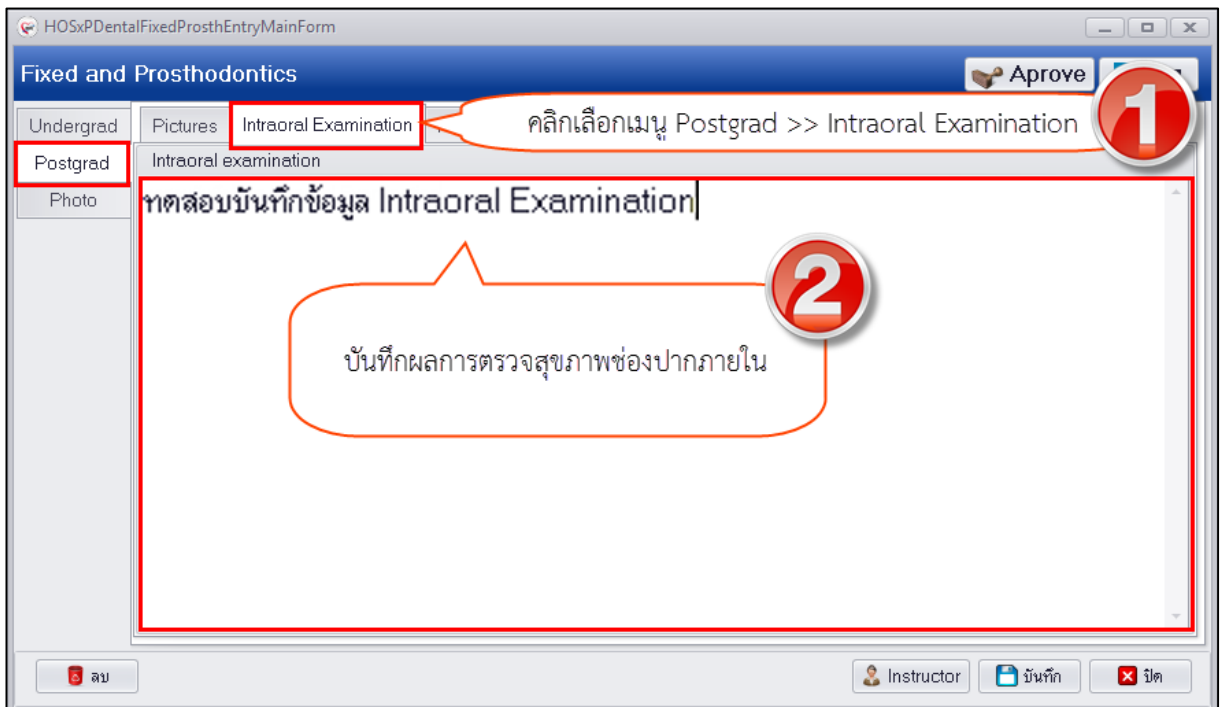 HOSxPDentalFixedProsthEntryMainForm
Fixed and Prosthodontics
Aprove
1
Undergrad
Pictures
Intraoral Examination
คลิกเลือกเมนู Postgrad >> Intraoral Examination
Postgrad
Intraoral examination
Photo
ทดสอบบันทึกข้อมูล Intraoral Examination
2
บันทึกผลการตรวจสุขภาพช่องปากภายใน
ลบ
Instructor
บันทึก
ปิด